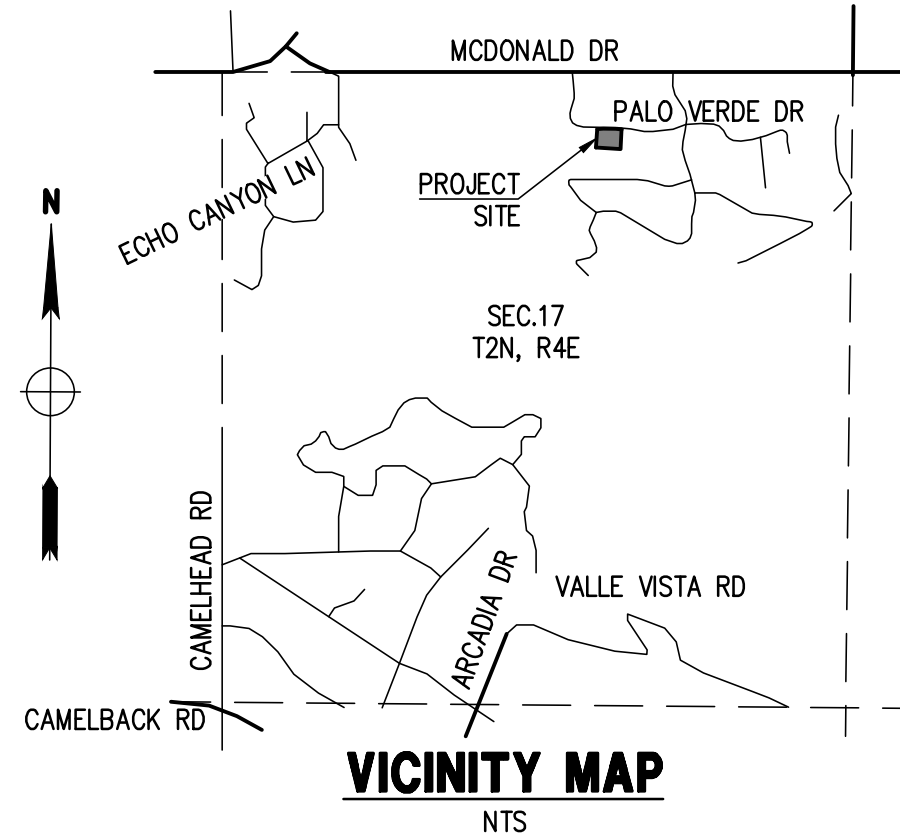 MCDONALD DR
PALO VERDE DR
PROJECT
SITE
ECHO CANYON LN
N
SEC.17
T2N, R4E
CAMELHEAD RD
ARCADIA DR
VALLE VISTA RD
CAMELBACK RD
VICINITY MAP
NTS